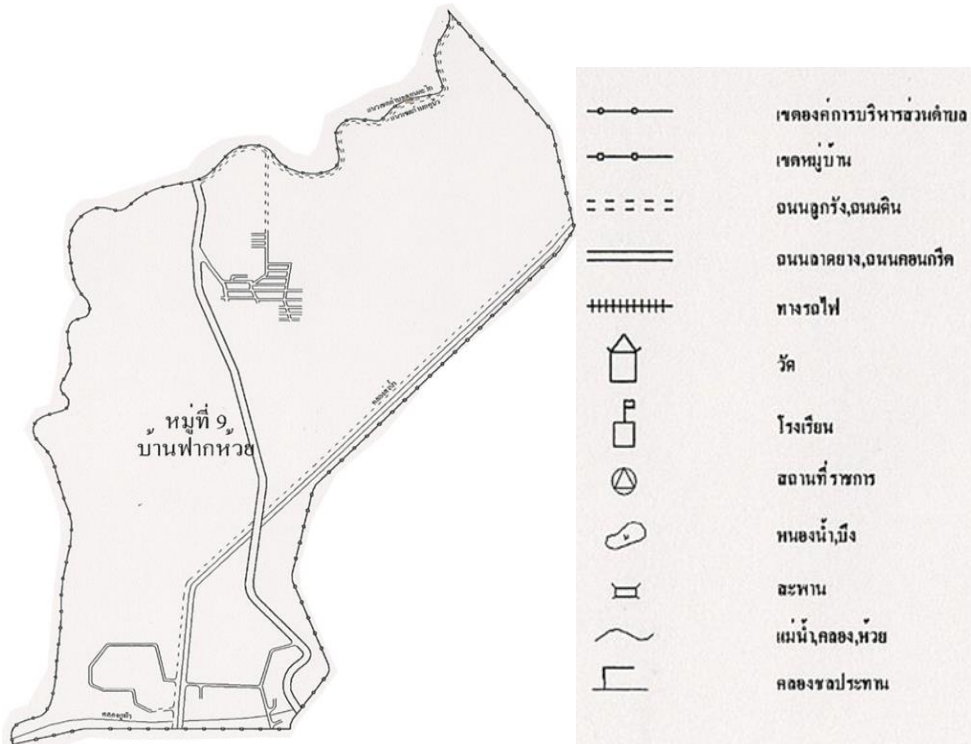 หมู่ที่ 9
บ้านฟากห้วย
เขตองค์การบริหารส่วนตำบล
เขตหมู่บ้าน
ถนนลูกรัง,ถนนดิน
ถนนลาดยาง,ถนนคอนกรีต
ทางรถไฟ
วัด
โรงเรียน
สถานที่ราชการ
หนองน้ำ,บึง
สะพาน
แม่น้ำ,คลอง,ห้วย
คลองชลประทาน